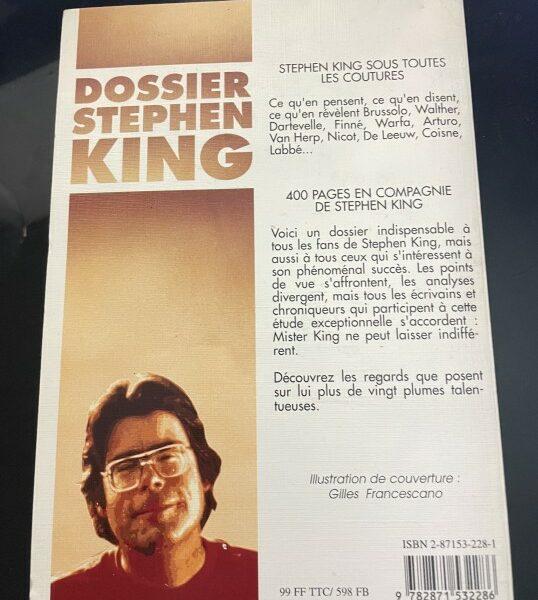 DOSSIER
STEPHEN
KING
STEPHEN KING SOUS TOUTES
LES COUTURES
Ce qu'en pensent, ce qu'en disent,
ce qu'en révèlent Brussolo, Walther,
Dartevelle, Finné, Warfa, Arturo,
Van Herp, Nicot, De Leeuw, Coisne,
Labbé...
400 PAGES EN COMPAGNIE
DE STEPHEN KING
Voici un dossier indispensable à
tous les fans de Stephen King, mais
aussi à tous ceux qui s'intéressent à
son phénoménal succès. Les points
de vue s'affrontent, les analyses
divergent, mais tous les écrivains et
chroniqueurs qui participent à cette
étude exceptionnelle s'accordent :
Mister King ne peut laisser indiffé-
rent.
Découvrez les regards que posent
sur lui plus de vingt plumes talen-
tueuses.
Illustration de couverture :
Gilles Francescano
ISBN 2-87153-228-1
99 FF TTC/ 598 FB
9 782871 532286